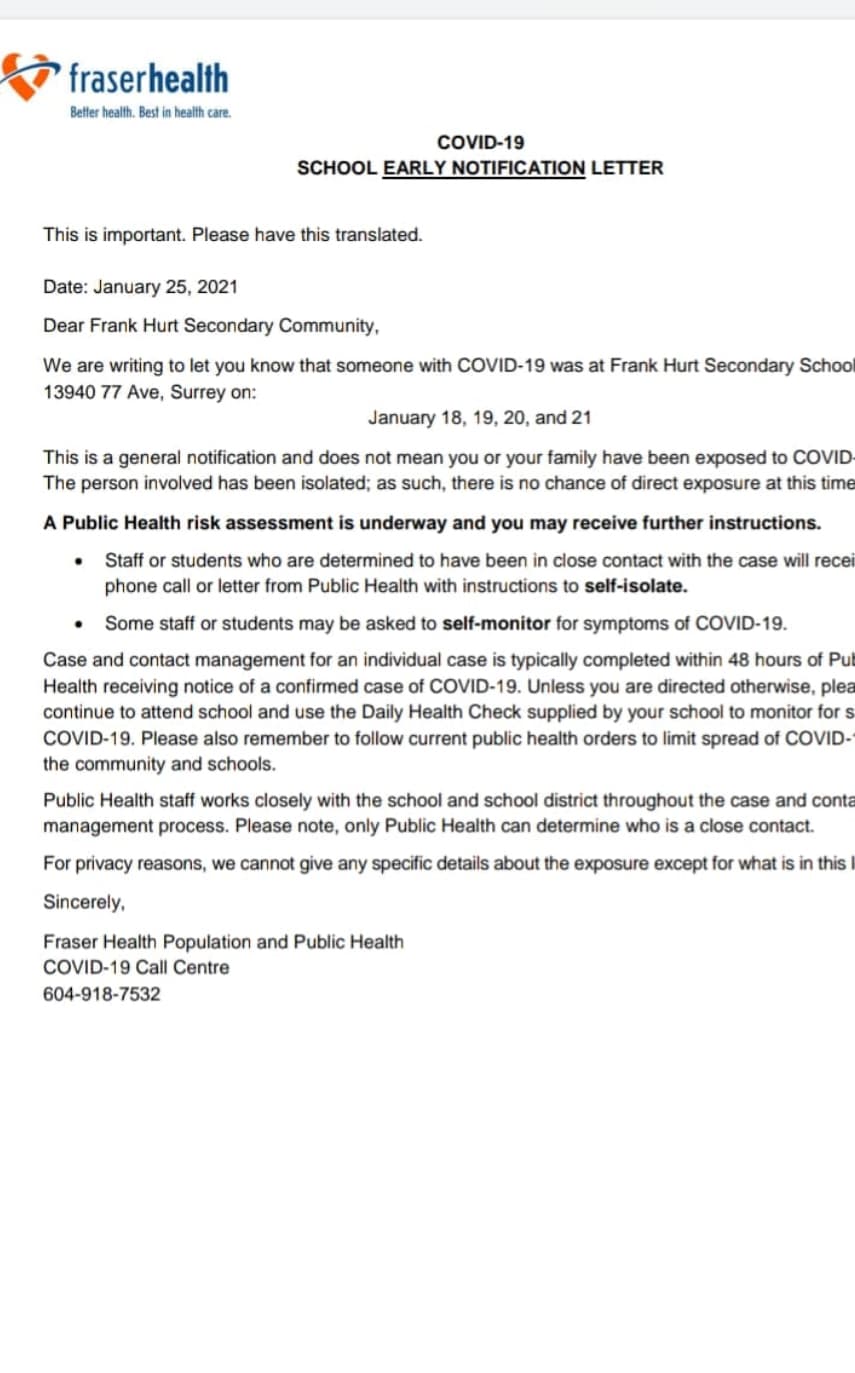 fraserhealth
Better health. Best in health care.
COVID-19
SCHOOL EARLY NOTIFICATION LETTER
This is important. Please have this translated.
Date: January 25, 2021
Dear Frank Hurt Secondary Community,
We are writing to let you know that someone with COVID-19 was at Frank Hurt Secondary School
13940 77 Ave, Surrey on:
January 18, 19, 20, and 21
This is a general notification and does not mean you or your family have been exposed to COVID-
The person involved has been isolated; as such, there is no chance of direct exposure at this time
A Public Health risk assessment is underway and you may receive further instructions.
• Staff or students who are determined to have been in close contact with the case will recei
phone call or letter from Public Health with instructions to self-isolate.
• Some staff or students may be asked to self-monitor for symptoms of COVID-19.
Case and contact management for an individual case is typically completed within 48 hours of Pub
Health receiving notice of a confirmed case of COVID-19. Unless you are directed otherwise, plea
continue to attend school and use the Daily Health Check supplied by your school to monitor for s
COVID-19. Please also remember to follow current public health orders to limit spread of COVID-
the community and schools.
Public Health staff works closely with the school and school district throughout the case and conta
management process. Please note, only Public Health can determine who is a close contact.
For privacy reasons, we cannot give any specific details about the exposure except for what is in this l
Sincerely,
Fraser Health Population and Public Health
COVID-19 Call Centre
604-918-7532